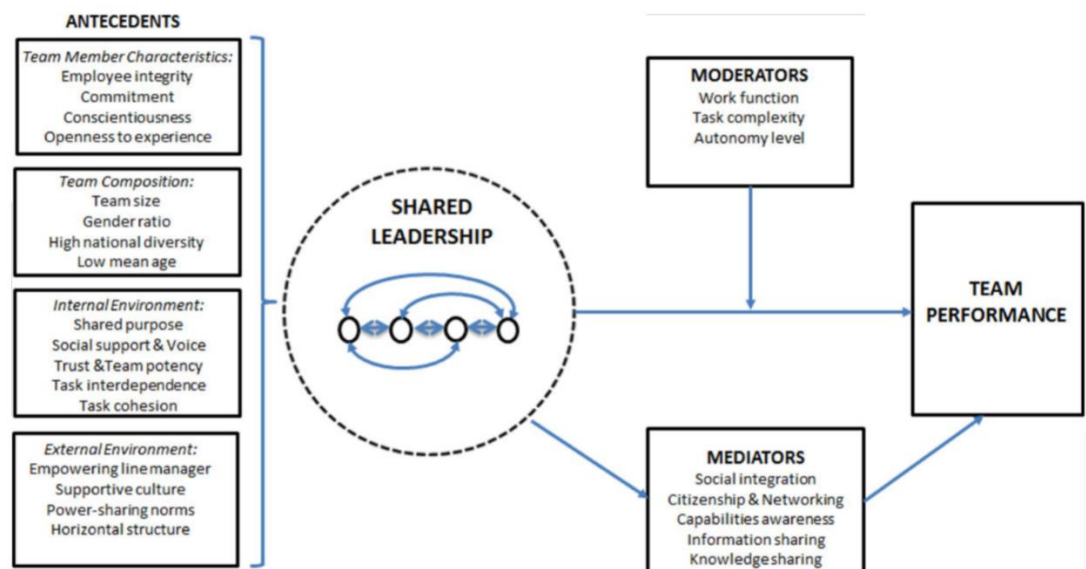 ANTECEDENTS
Team Member Characteristics:
Employee integrity
Commitment
Conscientiousness
Openness to experience
Team Composition:
Team size
Gender ratio
High national diversity
Low mean age
Internal Environment:
Shared purpose
Social support & Voice
Trust &Team potency
Task interdependence
Task cohesion
External Environment:
Empowering line manager
Supportive culture
Power-sharing norms
Horizontal structure
SHARED
LEADERSHIP
MODERATORS
Work function
Task complexity
Autonomy level
MEDIATORS
Social integration
Citizenship & Networking
Capabilities awareness
Information sharing
Knowledge sharing
TEAM
PERFORMANCE